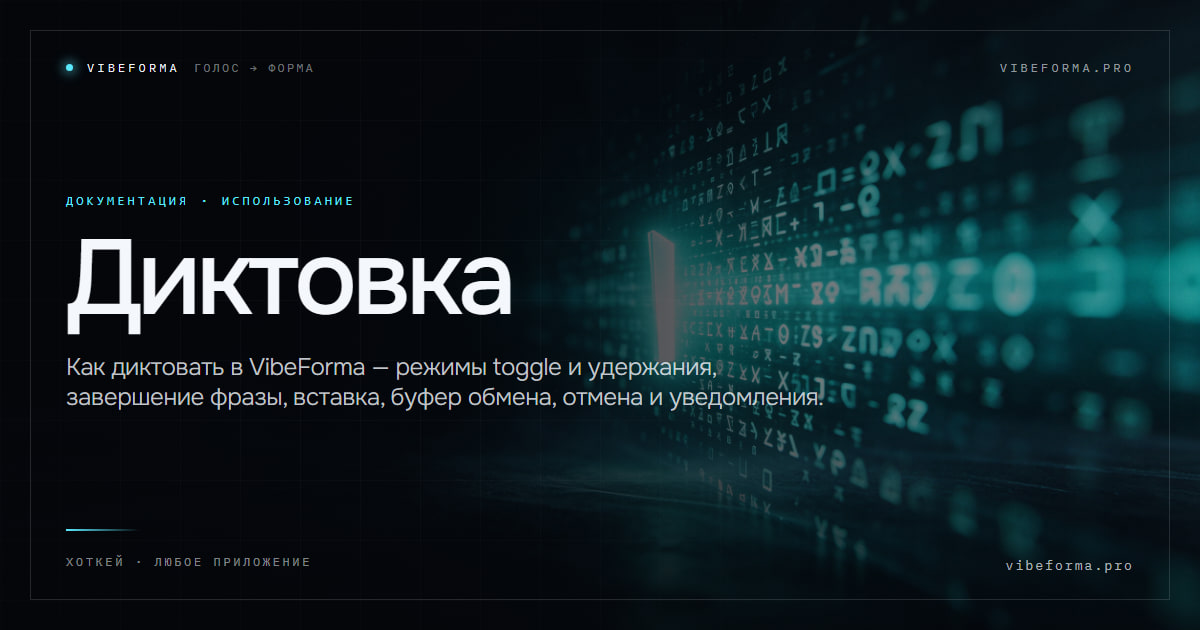 VIBEFORMA ГОЛОС → ФОРМА
VIBEFORMA.PRO
ДОКУМЕНТАЦИЯ · ИСПОЛЬЗОВАНИЕ
Диктовка
Как диктовать в VibeForma — режимы toggle и удержания,
завершение фразы, вставка, буфер обмена, отмена и уведомления.
ХОТКЕЙ · ЛЮБОЕ ПРИЛОЖЕНИЕ
vibeforma.pro